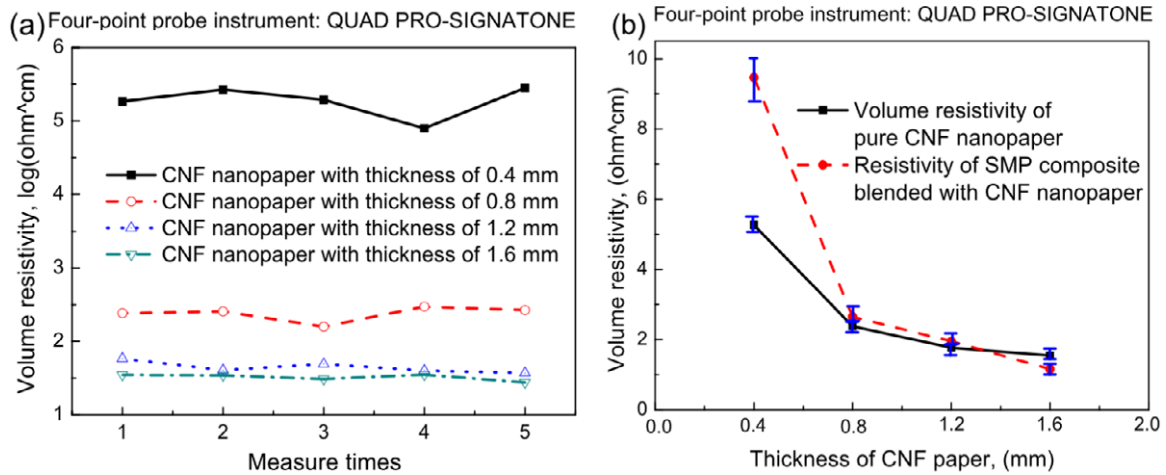 (a) Four-point probe instrument: QUAD PRO-SIGNATONE
6
5
4
3
2
1
Volume resistivity, log(ohm^cm)
CNF nanopaper with thickness of 0.4 mm
CNF nanopaper with thickness of 0.8 mm
CNF nanopaper with thickness of 1.2 mm
CNF nanopaper with thickness of 1.6 mm
1 2 3 4 5
Measure times
(b) Four-point probe instrument: QUAD PRO-SIGNATONE
10
8
6
4
2
0
Volume resistivity, (ohm^cm)
Volume resistivity of
pure CNF nanopaper
Resistivity of SMP composite
blended with CNF nanopaper
0.0 0.4 0.8 1.2 1.6 2.0
Thickness of CNF paper, (mm)